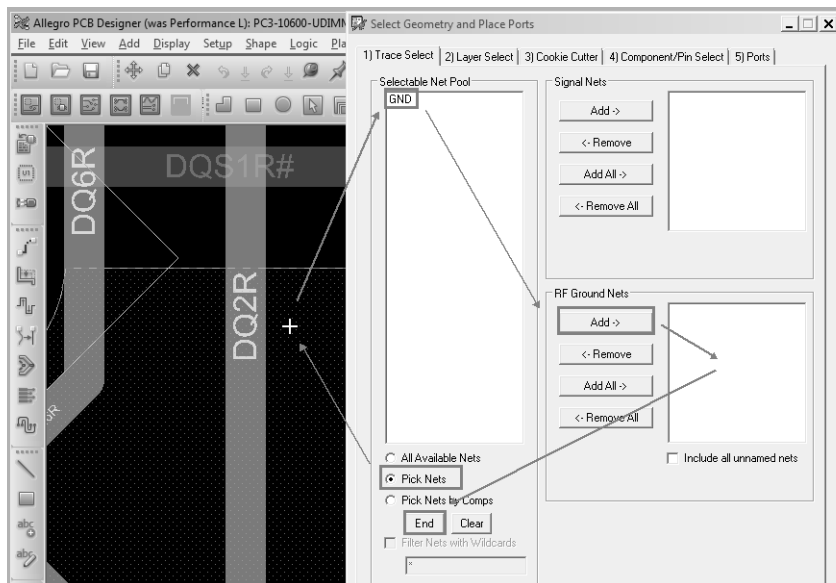 Allegro PCB Designer (was Performance L): PC3-10600-UDIMM
File Edit View Add Display Setup Shape Logic Pla
DQ6R
DQS1R#
DQ2R
Select Geometry and Place Ports
1) Trace Select 2) Layer Select 3) Cookie Cutter 4) Component/Pin Select 5) Ports
Selectable Net Pool
GND
All Available Nets
Pick Nets
Pick Nets by Comps
End Clear
Filter Nets with Wildcards
*
Signal Nets
Add ->
<- Remove
Add All ->
<- Remove All
RF Ground Nets
Add ->
<- Remove
Add All ->
<- Remove All
Include all unnamed nets